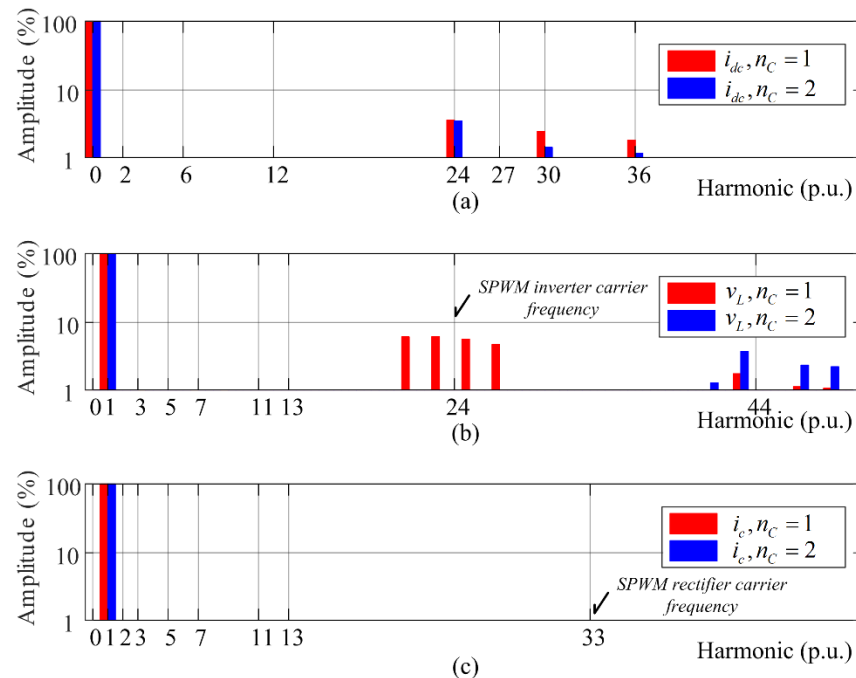 Amplitude (%)
100
10
1
i_dc, n_C = 1
i_dc, n_C = 2
0 2 6 12 24 27 30 36
Harmonic (p.u.)
(a)
Amplitude (%)
100
10
1
SPWM inverter carrier
frequency
v_L, n_C = 1
v_L, n_C = 2
0 1 3 5 7 11 13 24 44
Harmonic (p.u.)
(b)
Amplitude (%)
100
10
1
i_c, n_C = 1
i_c, n_C = 2
SPWM rectifier carrier
frequency
0 1 2 3 5 7 11 13 33
Harmonic (p.u.)
(c)